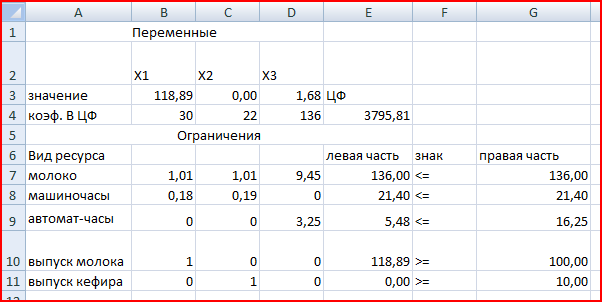 A B C D E F G
1 Переменные
2 X1 X2 X3
3 значение 118,89 0,00 1,68 ЦФ
4 коэф. В ЦФ 30 22 136 3795,81
5 Ограничения
6 Вид ресурса левая часть знак правая часть
7 молоко 1,01 1,01 9,45 136,00 <= 136,00
8 машиночасы 0,18 0,19 0 21,40 <= 21,40
9 автомат-часы 0 0 3,25 5,48 <= 16,25
10 выпуск молока 1 0 0 118,89 >= 100,00
11 выпуск кефира 0 1 0 0,00 >= 10,00